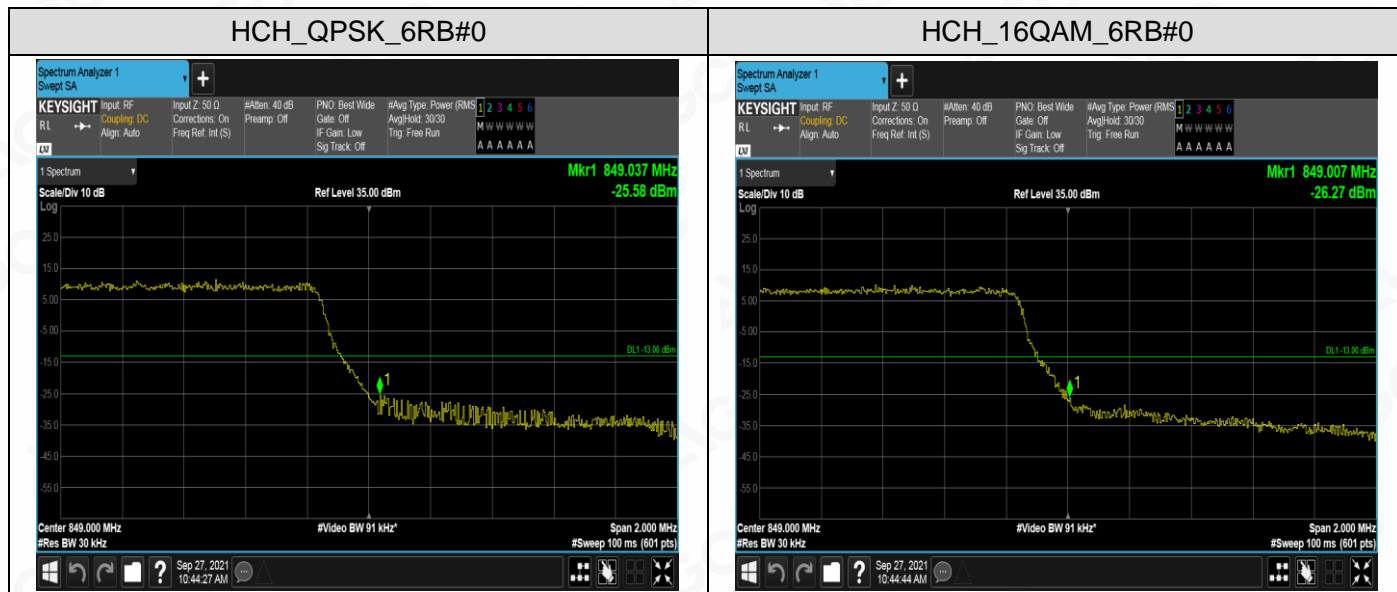 HCH_QPSK_6RB#0
Spectrum Analyzer 1
Swept SA
+
KEYSIGHT Input: RF Input Z: 50 Ω #Atten: 40 dB PNO: Best Wide #Avg Type: Power (RMS 1 2 3 4 5 6
RL Coupling: DC Corrections: On Preamp: Off Gate: Off Avg|Hold: 30/30 M W W W W W
Align: Auto Freq Ref: Int (S) IF Gain: Low Trig: Free Run
LXI Sig Track: Off A A A A A A
1 Spectrum Mkr1 849.037 MHz
Scale/Div 10 dB Ref Level 35.00 dBm -25.58 dBm
Log
25.0
15.0
5.00
-5.00
DL1 -13.00 dBm
-15.0
1
-25.0
-35.0
-45.0
-55.0
Center 849.000 MHz #Video BW 91 kHz* Span 2.000 MHz
#Res BW 30 kHz #Sweep 100 ms (601 pts)
? Sep 27, 2021
10:44:27 AM
HCH_16QAM_6RB#0
Spectrum Analyzer 1
Swept SA
+
KEYSIGHT Input: RF Input Z: 50 Ω #Atten: 40 dB PNO: Best Wide #Avg Type: Power (RMS 1 2 3 4 5 6
RL Coupling: DC Corrections: On Preamp: Off Gate: Off Avg|Hold: 30/30 M W W W W W
Align: Auto Freq Ref: Int (S) IF Gain: Low Trig: Free Run
LXI Sig Track: Off A A A A A A
1 Spectrum Mkr1 849.007 MHz
Scale/Div 10 dB Ref Level 35.00 dBm -26.27 dBm
Log
25.0
15.0
5.00
-5.00
DL1 -13.00 dBm
-15.0
1
-25.0
-35.0
-45.0
-55.0
Center 849.000 MHz #Video BW 91 kHz* Span 2.000 MHz
#Res BW 30 kHz #Sweep 100 ms (601 pts)
? Sep 27, 2021
10:44:44 AM